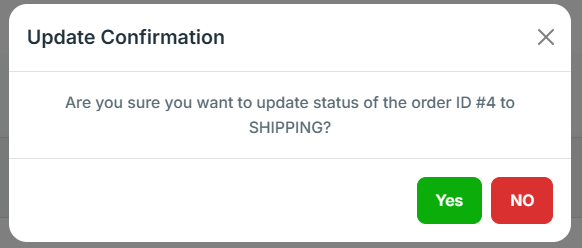 Update Confirmation
Are you sure you want to update status of the order ID #4 to
SHIPPING?
Yes
NO